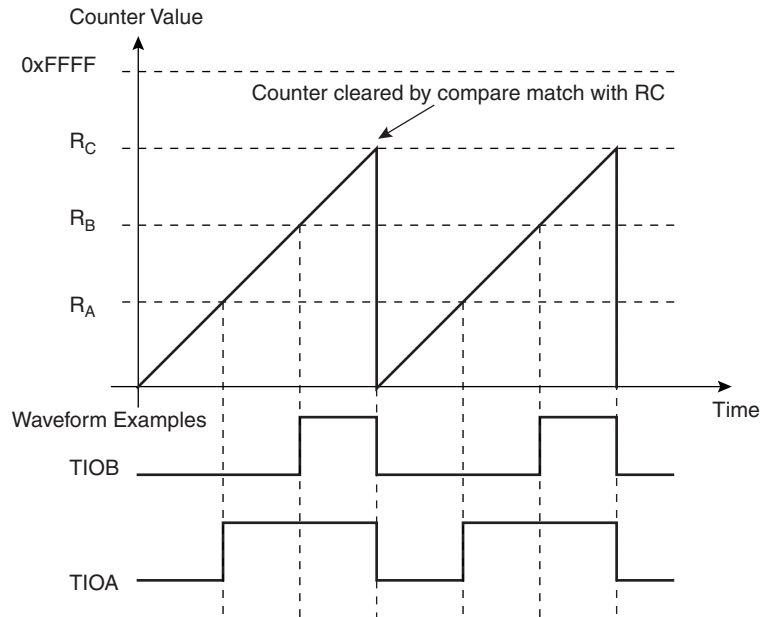 Counter Value
0xFFFF
Counter cleared by compare match with RC
RC
RB
RA
Time
Waveform Examples
TIOB
TIOA